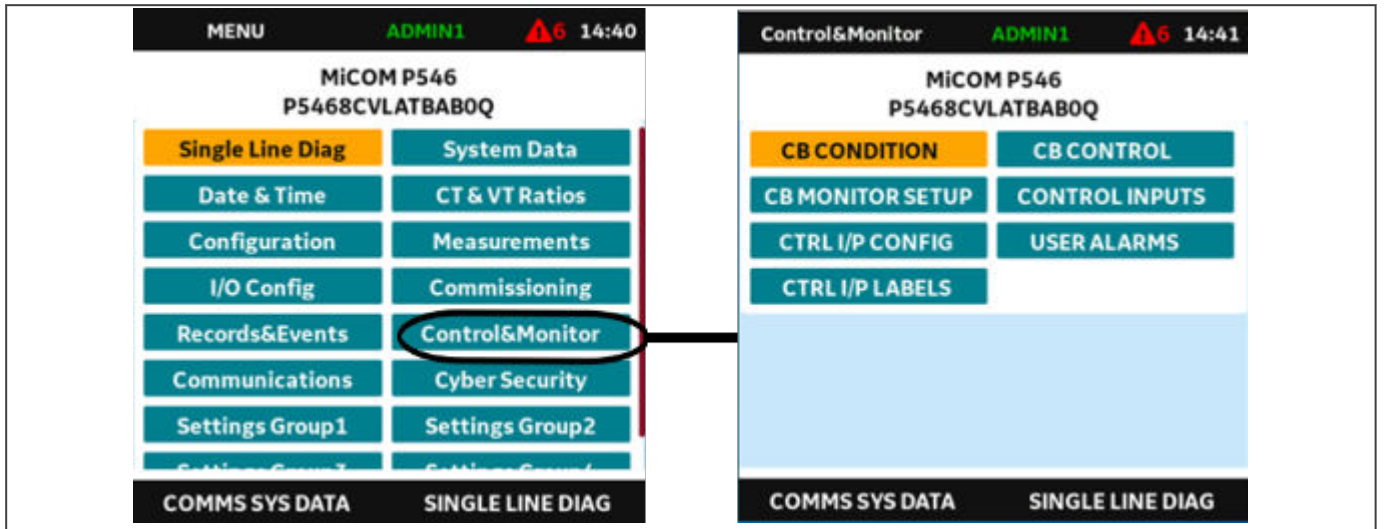 MENU ADMIN1 6 14:40
MiCOM P546
P5468CVLATBAB0Q
Single Line Diag System Data
Date & Time CT & VT Ratios
Configuration Measurements
I/O Config Commissioning
Records&Events Control&Monitor
Communications Cyber Security
Settings Group1 Settings Group2
COMMS SYS DATA SINGLE LINE DIAG
Control&Monitor ADMIN1 6 14:41
MiCOM P546
P5468CVLATBAB0Q
CB CONDITION CB CONTROL
CB MONITOR SETUP CONTROL INPUTS
CTRL I/P CONFIG USER ALARMS
CTRL I/P LABELS
COMMS SYS DATA SINGLE LINE DIAG